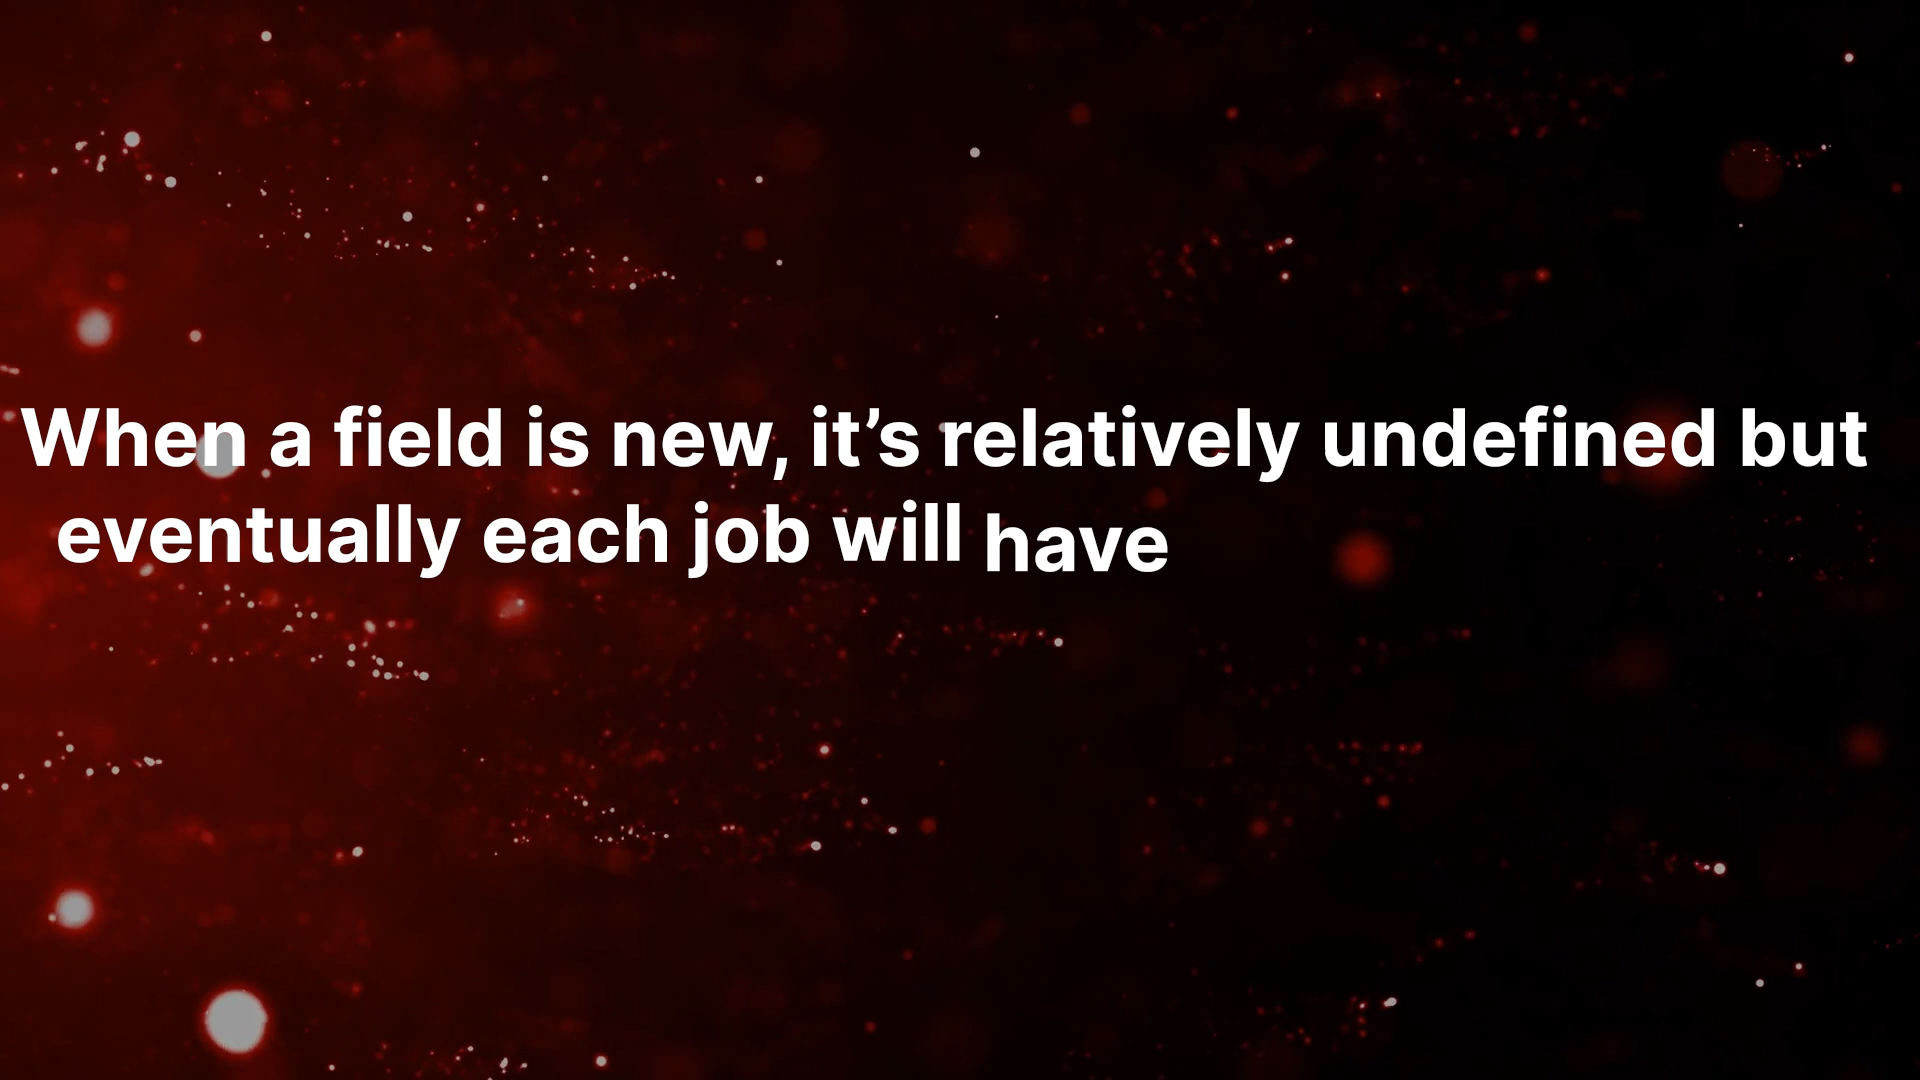 When a field is new, it’s relatively undefined but
eventually each job will have